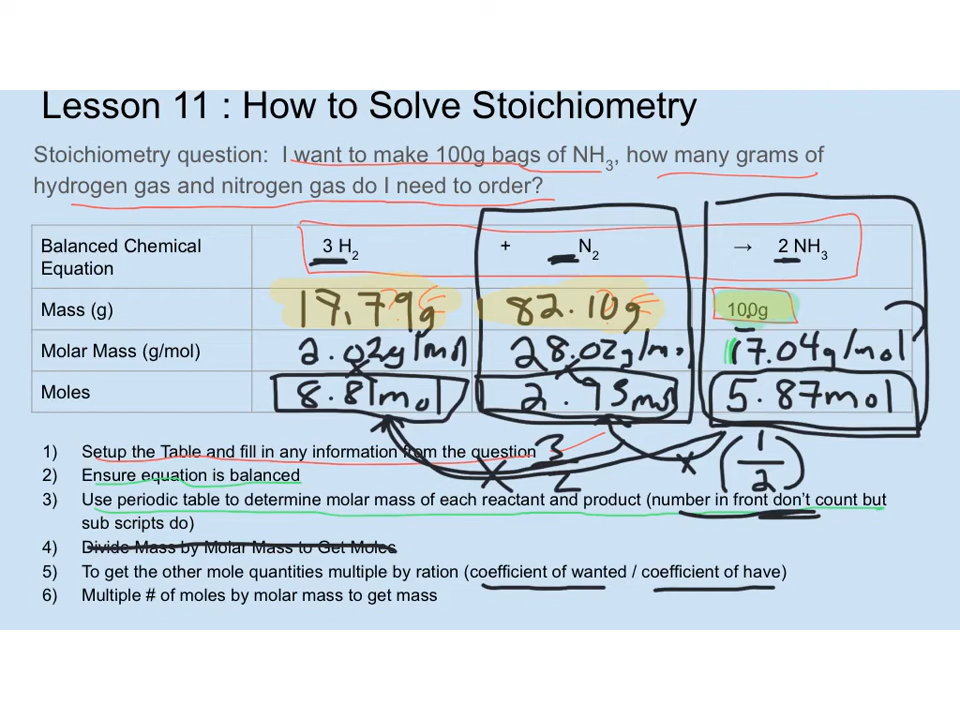 Lesson 11 : How to Solve Stoichiometry
Stoichiometry question: I want to make 100g bags of NH3, how many grams of
hydrogen gas and nitrogen gas do I need to order?
Balanced Chemical Equation 3 H2 + N2 → 2 NH3
Mass (g) 17.79g 82.10g 100g
Molar Mass (g/mol) 2.02g/mol 28.02g/mo 17.04g/mol
Moles 8.81mol 2.93mol 5.87mol
3/2 × × (1/2)
1) Setup the Table and fill in any information from the question
2) Ensure equation is balanced
3) Use periodic table to determine molar mass of each reactant and product (number in front don't count but
sub scripts do)
4) Divide Mass by Molar Mass to Get Moles
5) To get the other mole quantities multiple by ration (coefficient of wanted / coefficient of have)
6) Multiple # of moles by molar mass to get mass